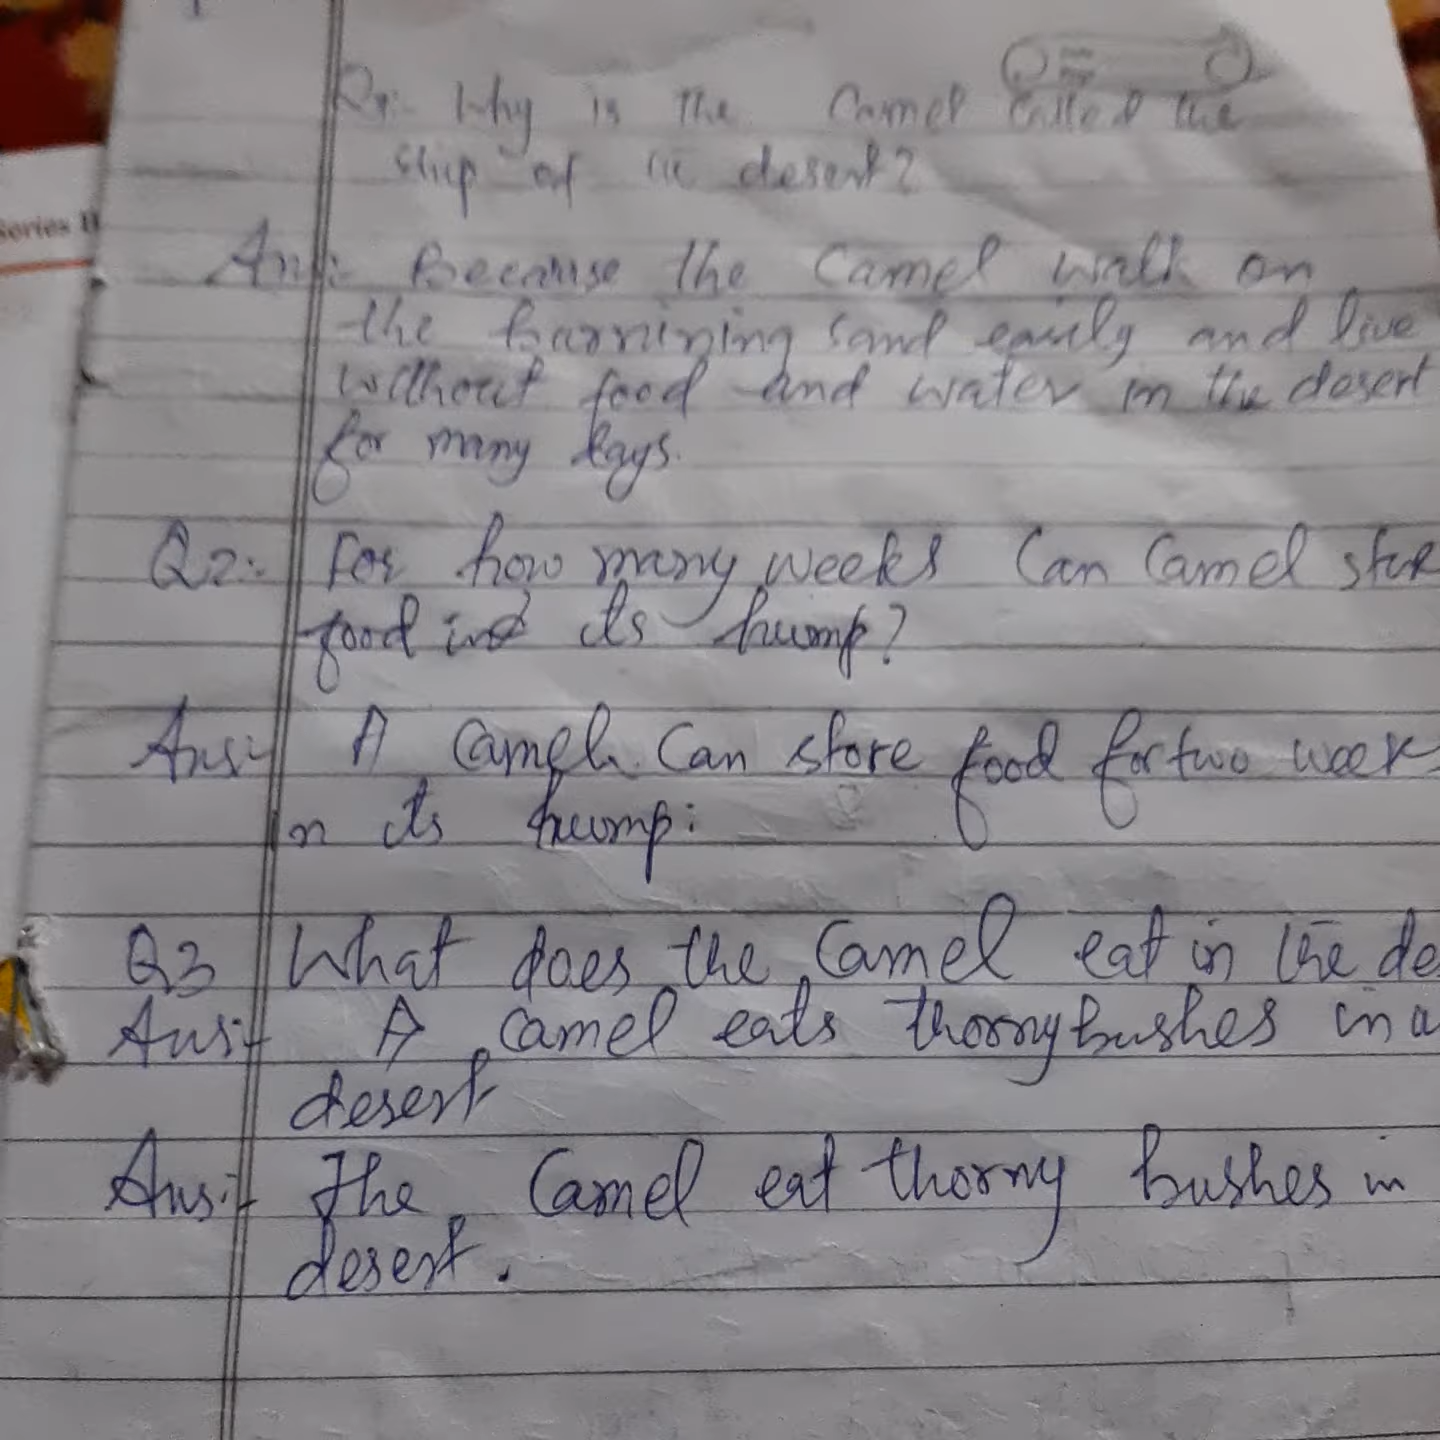 Q1:- Why is the Camel Called the
ship of the desert?
Series
Ans:- Because the Camel walk on
the barrining sand easily and live
without food and water in the desert
for many days.
Q2:- For how many weeks Can Camel store
food in its hump?
Ans:- A Camel Can store food for two week
in its hump:
Q3 What does the Camel eat in the de
Ans:- A Camel eats thorny bushes in a
desert
Ans:- The Camel eat thorny bushes in
desert.